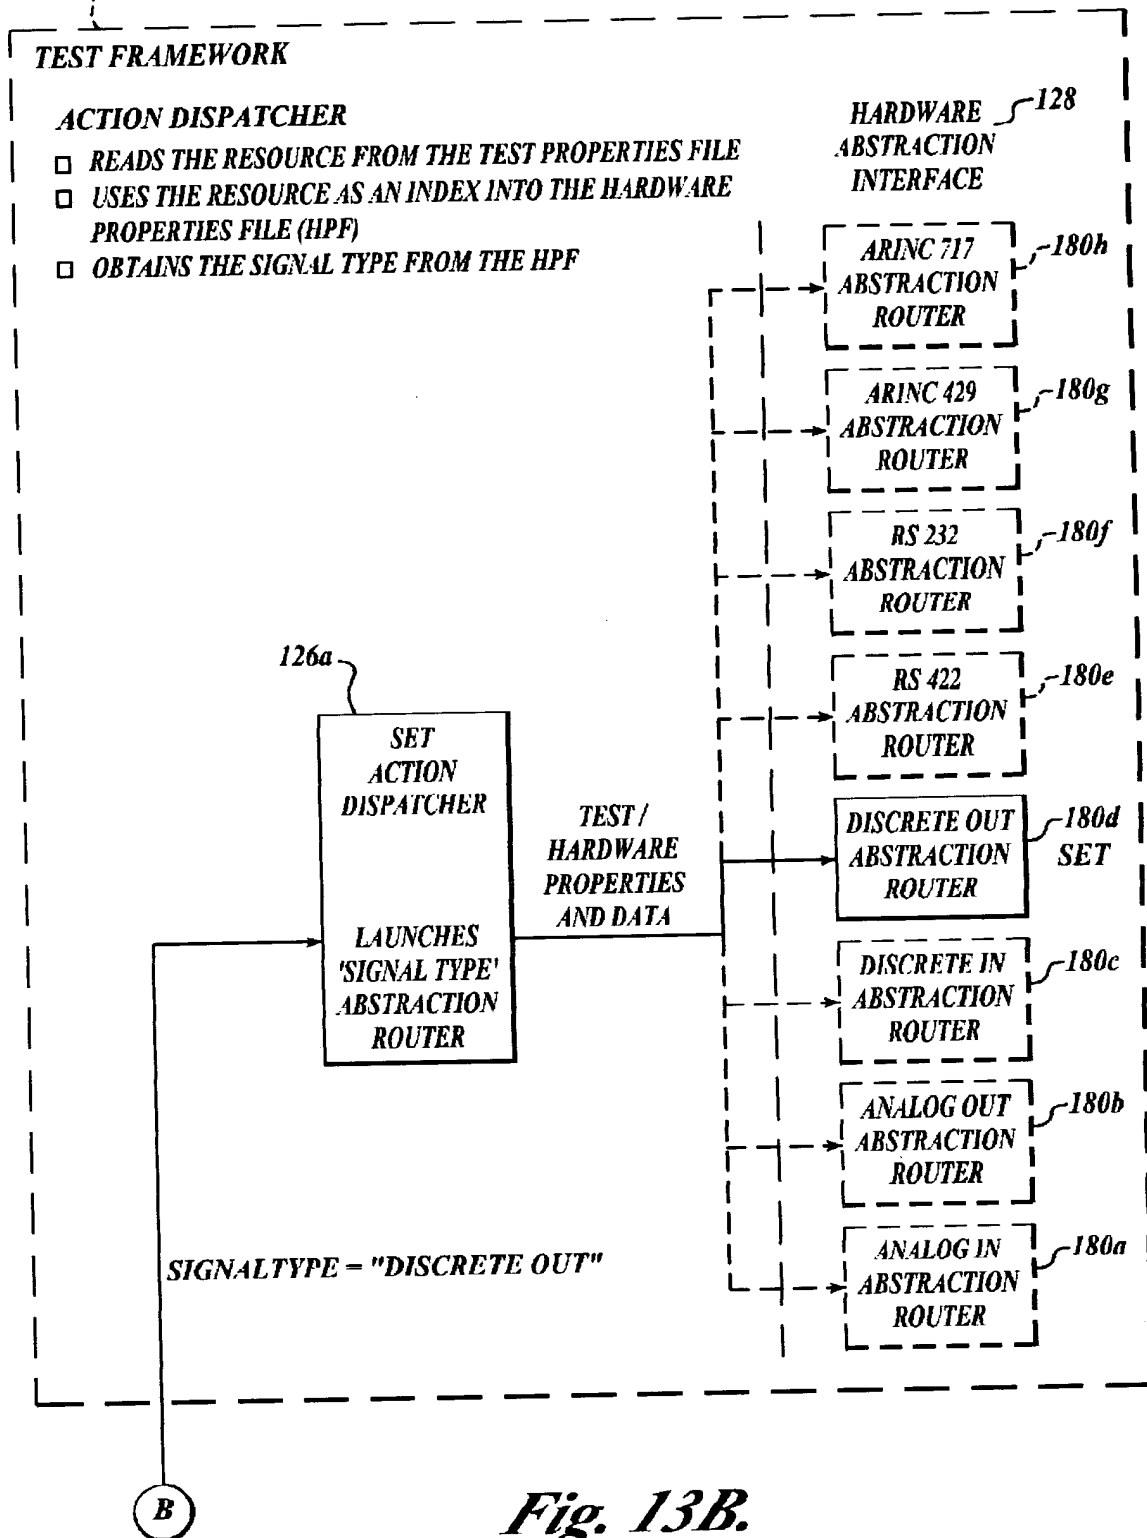 TEST FRAMEWORK
ACTION DISPATCHER
□ READS THE RESOURCE FROM THE TEST PROPERTIES FILE
□ USES THE RESOURCE AS AN INDEX INTO THE HARDWARE
PROPERTIES FILE (HPF)
□ OBTAINS THE SIGNAL TYPE FROM THE HPF
HARDWARE
ABSTRACTION
INTERFACE
128
ARINC 717
ABSTRACTION
ROUTER
180h
ARINC 429
ABSTRACTION
ROUTER
180g
RS 232
ABSTRACTION
ROUTER
180f
RS 422
ABSTRACTION
ROUTER
180e
126a
SET
ACTION
DISPATCHER
LAUNCHES
'SIGNAL TYPE'
ABSTRACTION
ROUTER
TEST /
HARDWARE
PROPERTIES
AND DATA
DISCRETE OUT
ABSTRACTION
ROUTER
180d
SET
DISCRETE IN
ABSTRACTION
ROUTER
180c
ANALOG OUT
ABSTRACTION
ROUTER
180b
ANALOG IN
ABSTRACTION
ROUTER
180a
SIGNALTYPE = "DISCRETE OUT"
B
Fig. 13B.